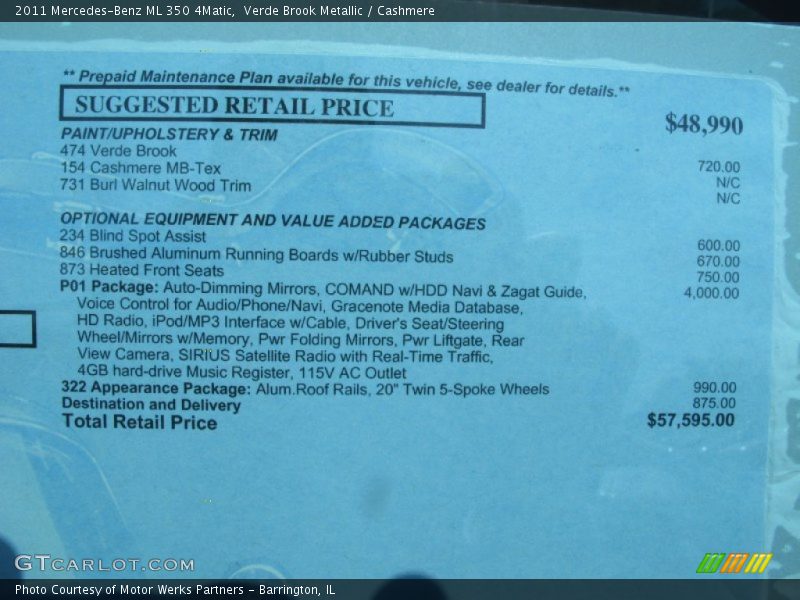 2011 Mercedes-Benz ML 350 4Matic, Verde Brook Metallic / Cashmere
** Prepaid Maintenance Plan available for this vehicle, see dealer for details.**
SUGGESTED RETAIL PRICE $48,990
PAINT/UPHOLSTERY & TRIM
474 Verde Brook 720.00
154 Cashmere MB-Tex N/C
731 Burl Walnut Wood Trim N/C
OPTIONAL EQUIPMENT AND VALUE ADDED PACKAGES
234 Blind Spot Assist 600.00
846 Brushed Aluminum Running Boards w/Rubber Studs 670.00
873 Heated Front Seats 750.00
P01 Package: Auto-Dimming Mirrors, COMAND w/HDD Navi & Zagat Guide, 4,000.00
Voice Control for Audio/Phone/Navi, Gracenote Media Database,
HD Radio, iPod/MP3 Interface w/Cable, Driver's Seat/Steering
Wheel/Mirrors w/Memory, Pwr Folding Mirrors, Pwr Liftgate, Rear
View Camera, SIRIUS Satellite Radio with Real-Time Traffic,
4GB hard-drive Music Register, 115V AC Outlet
322 Appearance Package: Alum.Roof Rails, 20" Twin 5-Spoke Wheels 990.00
Destination and Delivery 875.00
Total Retail Price $57,595.00
GTCARLOT.COM
Photo Courtesy of Motor Werks Partners - Barrington, IL